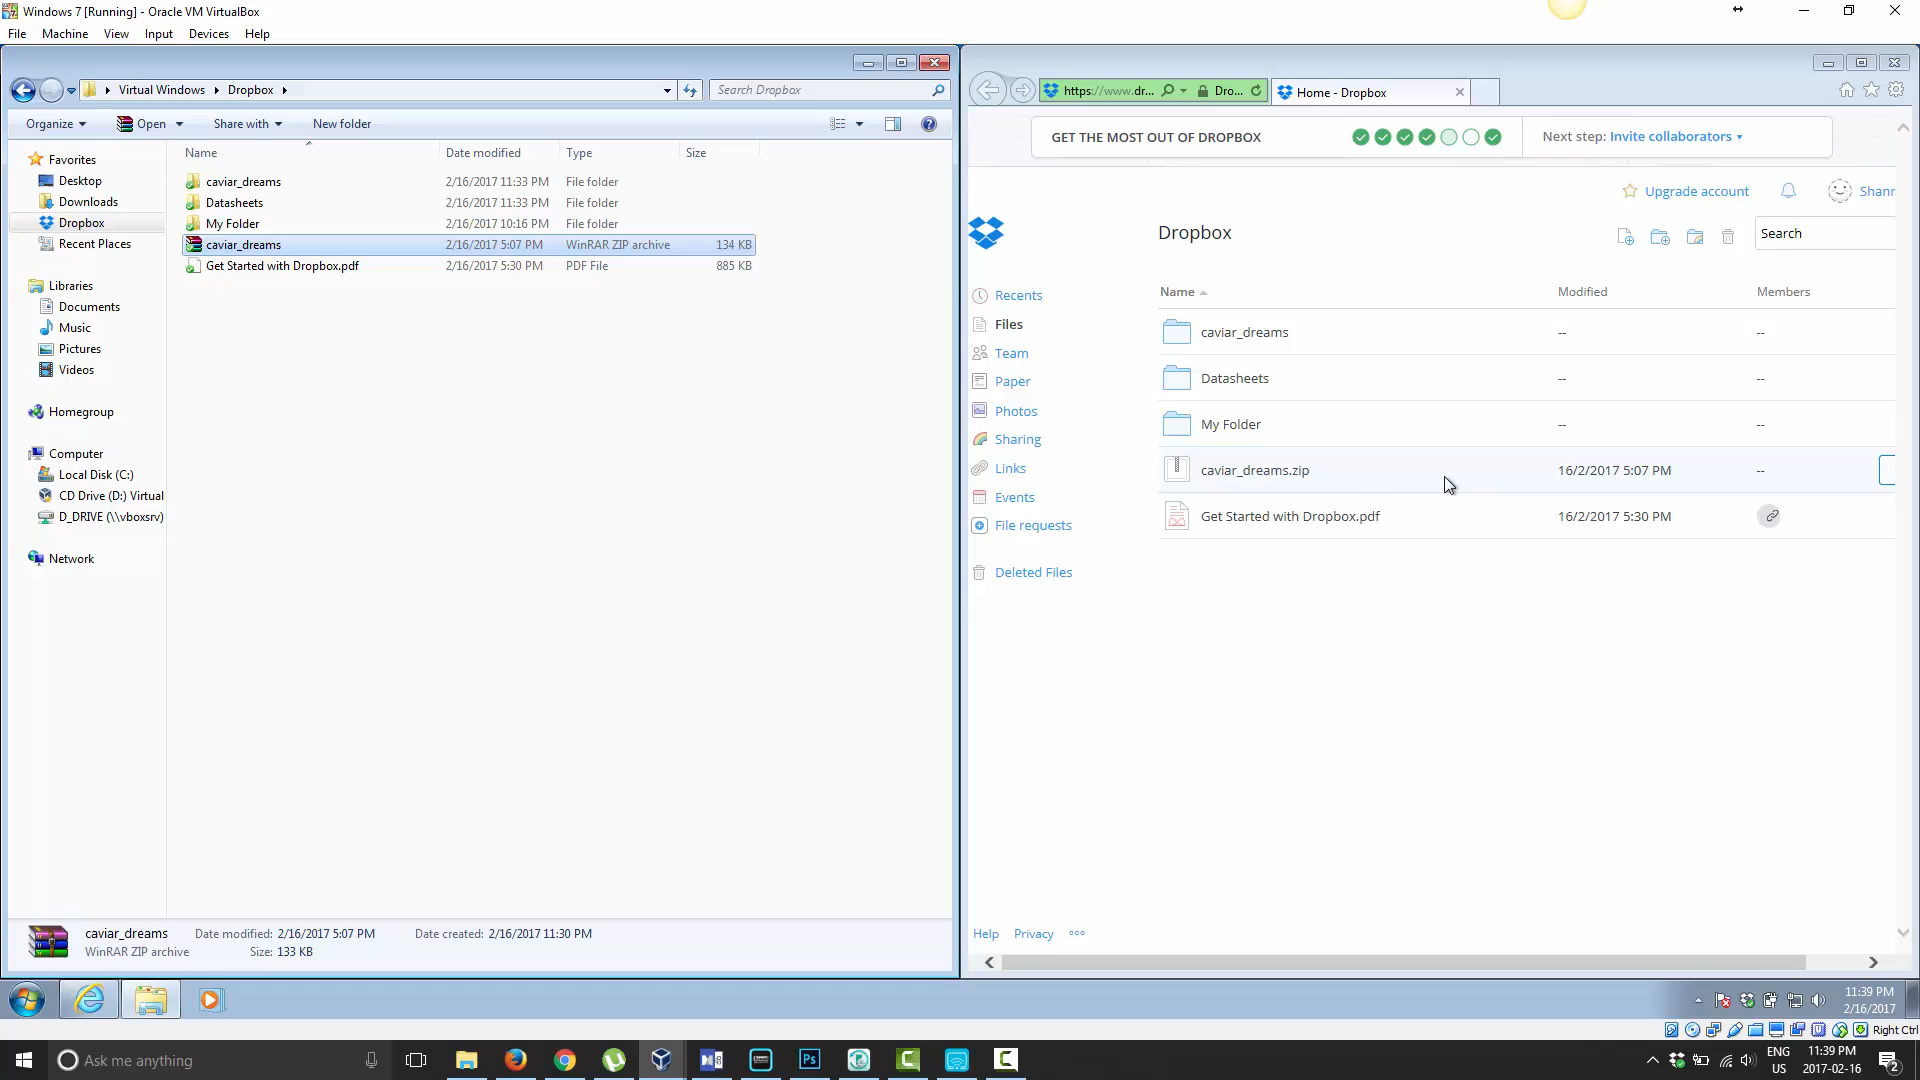 Windows 7 [Running] - Oracle VM VirtualBox
File Machine View Input Devices Help
Virtual Windows Dropbox
Search Dropbox
Organize Open Share with New folder
Name Date modified Type Size
Favorites
Desktop
Downloads
Dropbox
Recent Places
Libraries
Documents
Music
Pictures
Videos
Homegroup
Computer
Local Disk (C:)
CD Drive (D:) Virtual
D_DRIVE (\\vboxsrv)
Network
caviar_dreams 2/16/2017 11:33 PM File folder
Datasheets 2/16/2017 11:33 PM File folder
My Folder 2/16/2017 10:16 PM File folder
caviar_dreams 2/16/2017 5:07 PM WinRAR ZIP archive 134 KB
Get Started with Dropbox.pdf 2/16/2017 5:30 PM PDF File 885 KB
caviar_dreams Date modified: 2/16/2017 5:07 PM Date created: 2/16/2017 11:30 PM
WinRAR ZIP archive Size: 133 KB
https://www.dr... Dro...
Home - Dropbox
GET THE MOST OUT OF DROPBOX
Next step: Invite collaborators
Upgrade account
Shanr
Dropbox
Search
Recents
Files
Team
Paper
Photos
Sharing
Links
Events
File requests
Deleted Files
Name Modified Members
caviar_dreams -- --
Datasheets -- --
My Folder -- --
caviar_dreams.zip 16/2/2017 5:07 PM --
Get Started with Dropbox.pdf 16/2/2017 5:30 PM
Help Privacy
11:39 PM
2/16/2017
Right Ctrl
Ask me anything
Ps
ENG
US
11:39 PM
2017-02-16
2